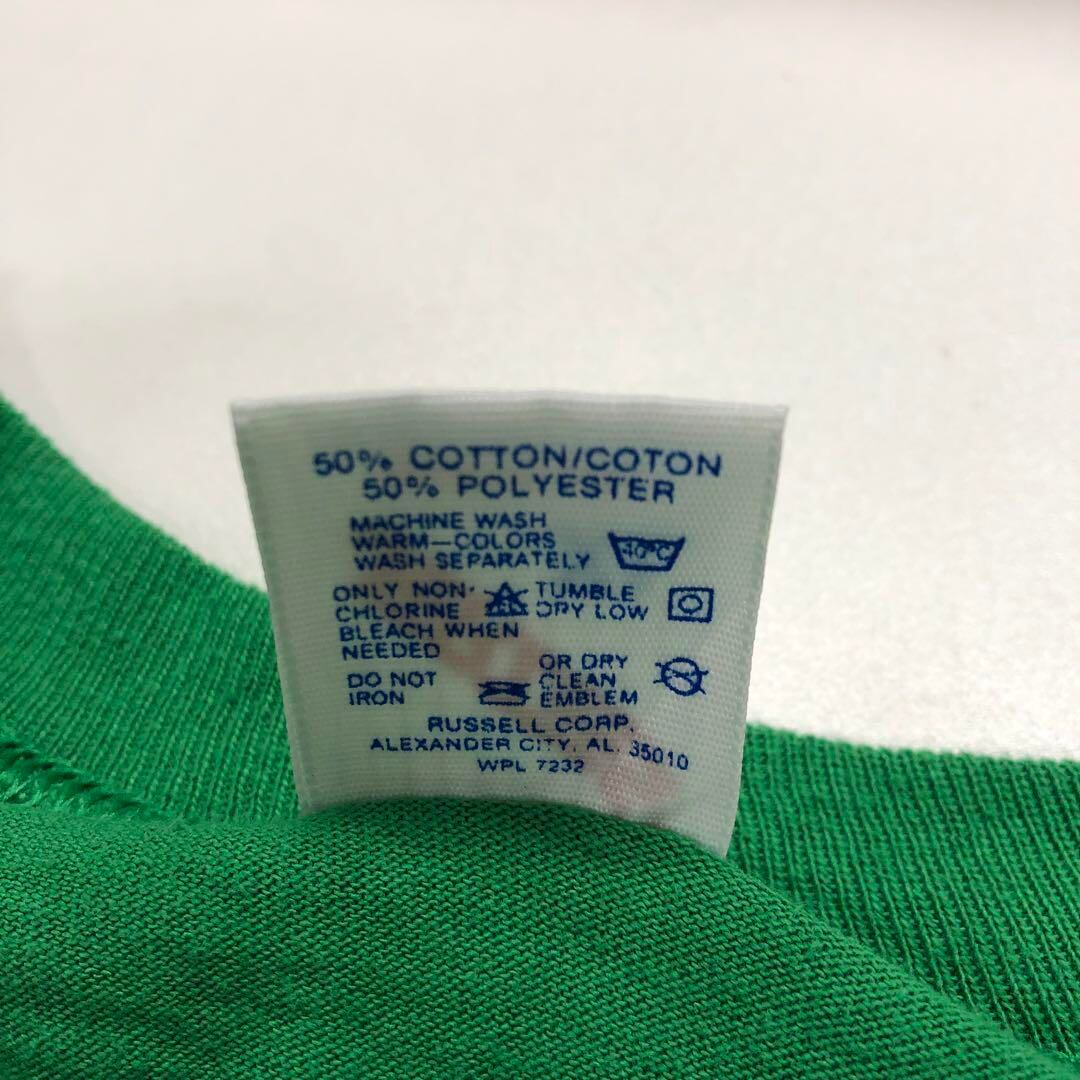 50% COTTON/COTON
50% POLYESTER
MACHINE WASH
WARM—COLORS
WASH SEPARATELY
40°C
ONLY NON-
CHLORINE
BLEACH WHEN
NEEDED
TUMBLE
DRY LOW
DO NOT
IRON
OR DRY
CLEAN
EMBLEM
RUSSELL CORP.
ALEXANDER CITY, AL. 35010
WPL 7232